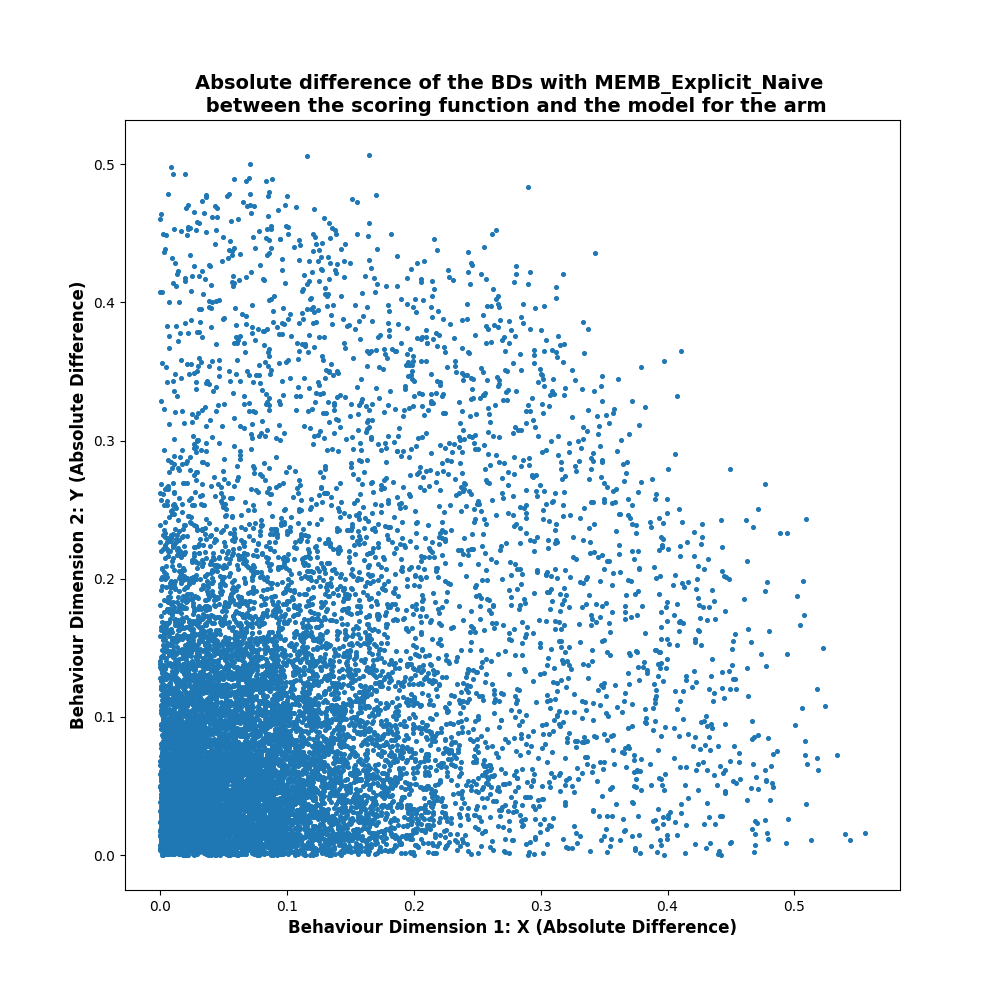 Absolute difference of the BDs with MEMB_Explicit_Naive
between the scoring function and the model for the arm
Behaviour Dimension 2: Y (Absolute Difference)
0.5
0.4
0.3
0.2
0.1
0.0
0.0 0.1 0.2 0.3 0.4 0.5
Behaviour Dimension 1: X (Absolute Difference)